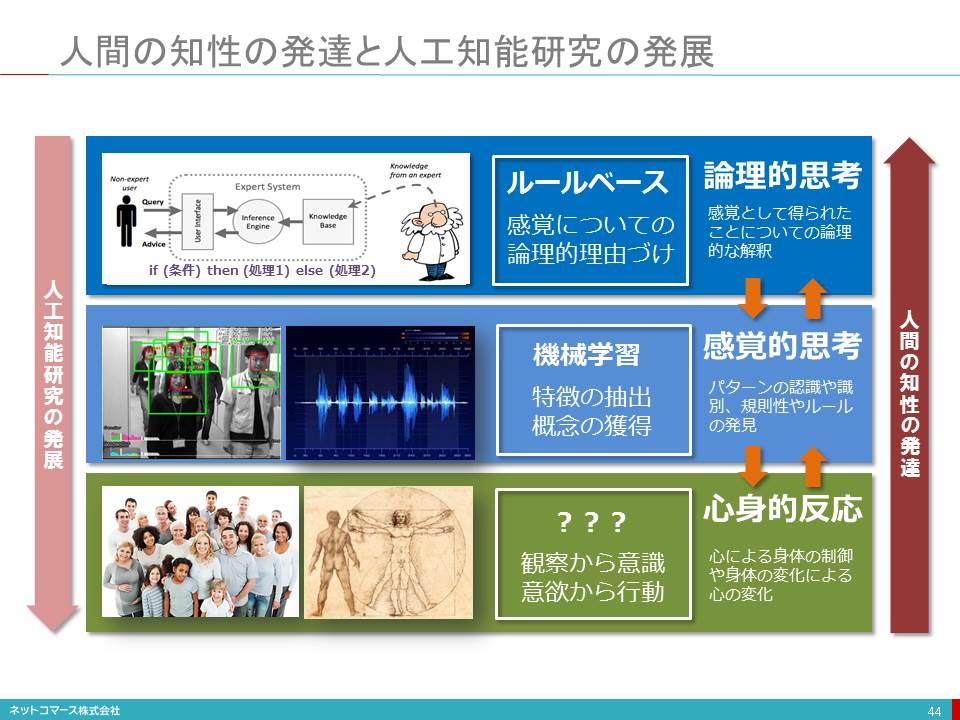 人間の知性の発達と人工知能研究の発展
人工知能研究の発展
Non-expert
user
Query
Advice
User Interface
Expert System
Inference
Engine
Knowledge
Base
Knowledge
from an expert
if (条件) then (処理1) else (処理2)
ルールベース
感覚についての
論理的理由づけ
論理的思考
感覚として得られた
ことについての論理
的な解釈
機械学習
特徴の抽出
概念の獲得
感覚的思考
パターンの認識や識
別、規則性やルール
の発見
？？？
観察から意識
意欲から行動
心身的反応
心による身体の制御
や身体の変化による
心の変化
人間の知性の発達
ネットコマース株式会社
44